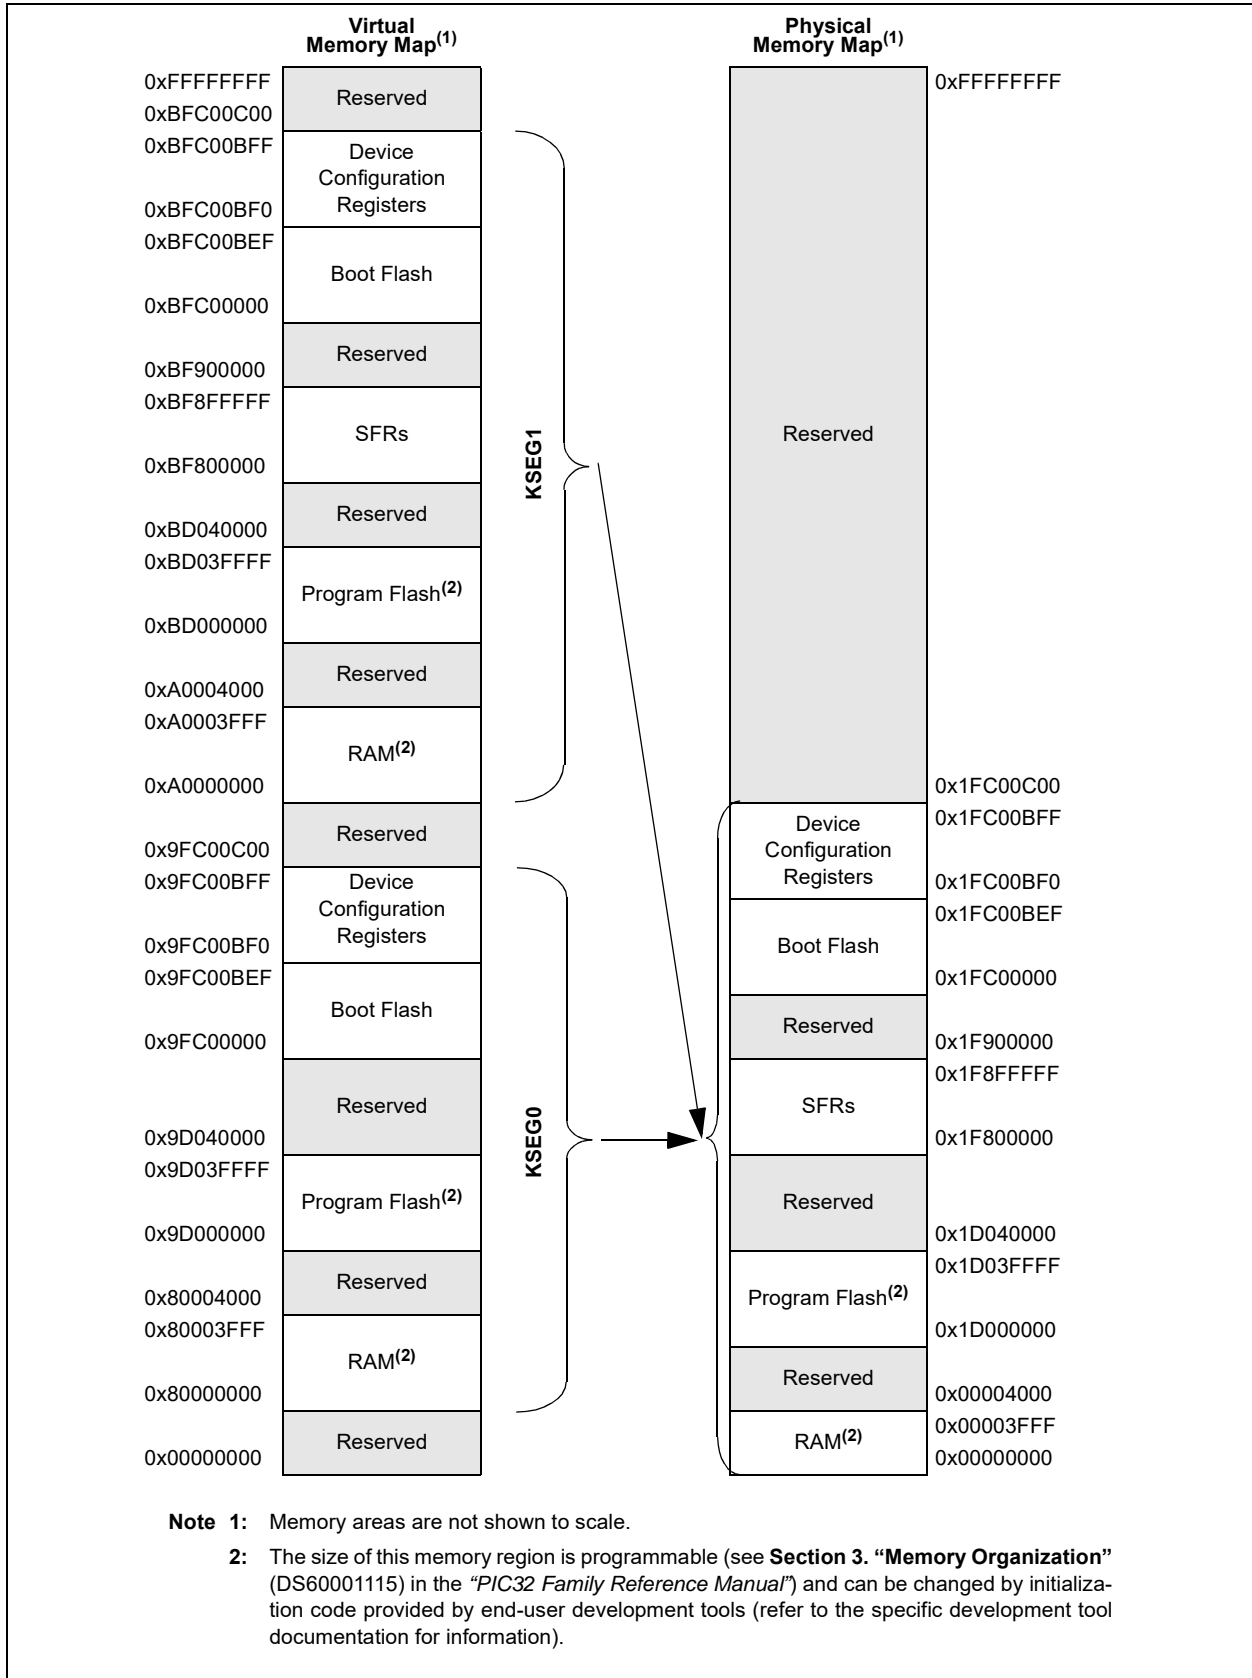 Virtual
Memory Map(1)
Physical
Memory Map(1)
0xFFFFFFFF
Reserved
0xBFC00C00
0xBFC00BFF
Device
Configuration
Registers
0xBFC00BF0
0xBFC00BEF
Boot Flash
0xBFC00000
Reserved
0xBF900000
0xBF8FFFFF
SFRs
0xBF800000
Reserved
0xBD040000
0xBD03FFFF
Program Flash(2)
0xBD000000
Reserved
0xA0004000
0xA0003FFF
RAM(2)
0xA0000000
Reserved
0x9FC00C00
0x9FC00BFF
Device
Configuration
Registers
0x9FC00BF0
0x9FC00BEF
Boot Flash
0x9FC00000
Reserved
0x9D040000
0x9D03FFFF
Program Flash(2)
0x9D000000
Reserved
0x80004000
0x80003FFF
RAM(2)
0x80000000
Reserved
0x00000000
KSEG1
KSEG0
0xFFFFFFFF
Reserved
0x1FC00C00
0x1FC00BFF
Device
Configuration
Registers
0x1FC00BF0
0x1FC00BEF
Boot Flash
0x1FC00000
Reserved
0x1F900000
0x1F8FFFFF
SFRs
0x1F800000
Reserved
0x1D040000
0x1D03FFFF
Program Flash(2)
0x1D000000
Reserved
0x00004000
0x00003FFF
RAM(2)
0x00000000
Note 1: Memory areas are not shown to scale.
2: The size of this memory region is programmable (see Section 3. “Memory Organization”
(DS60001115) in the “PIC32 Family Reference Manual”) and can be changed by initializa-
tion code provided by end-user development tools (refer to the specific development tool
documentation for information).